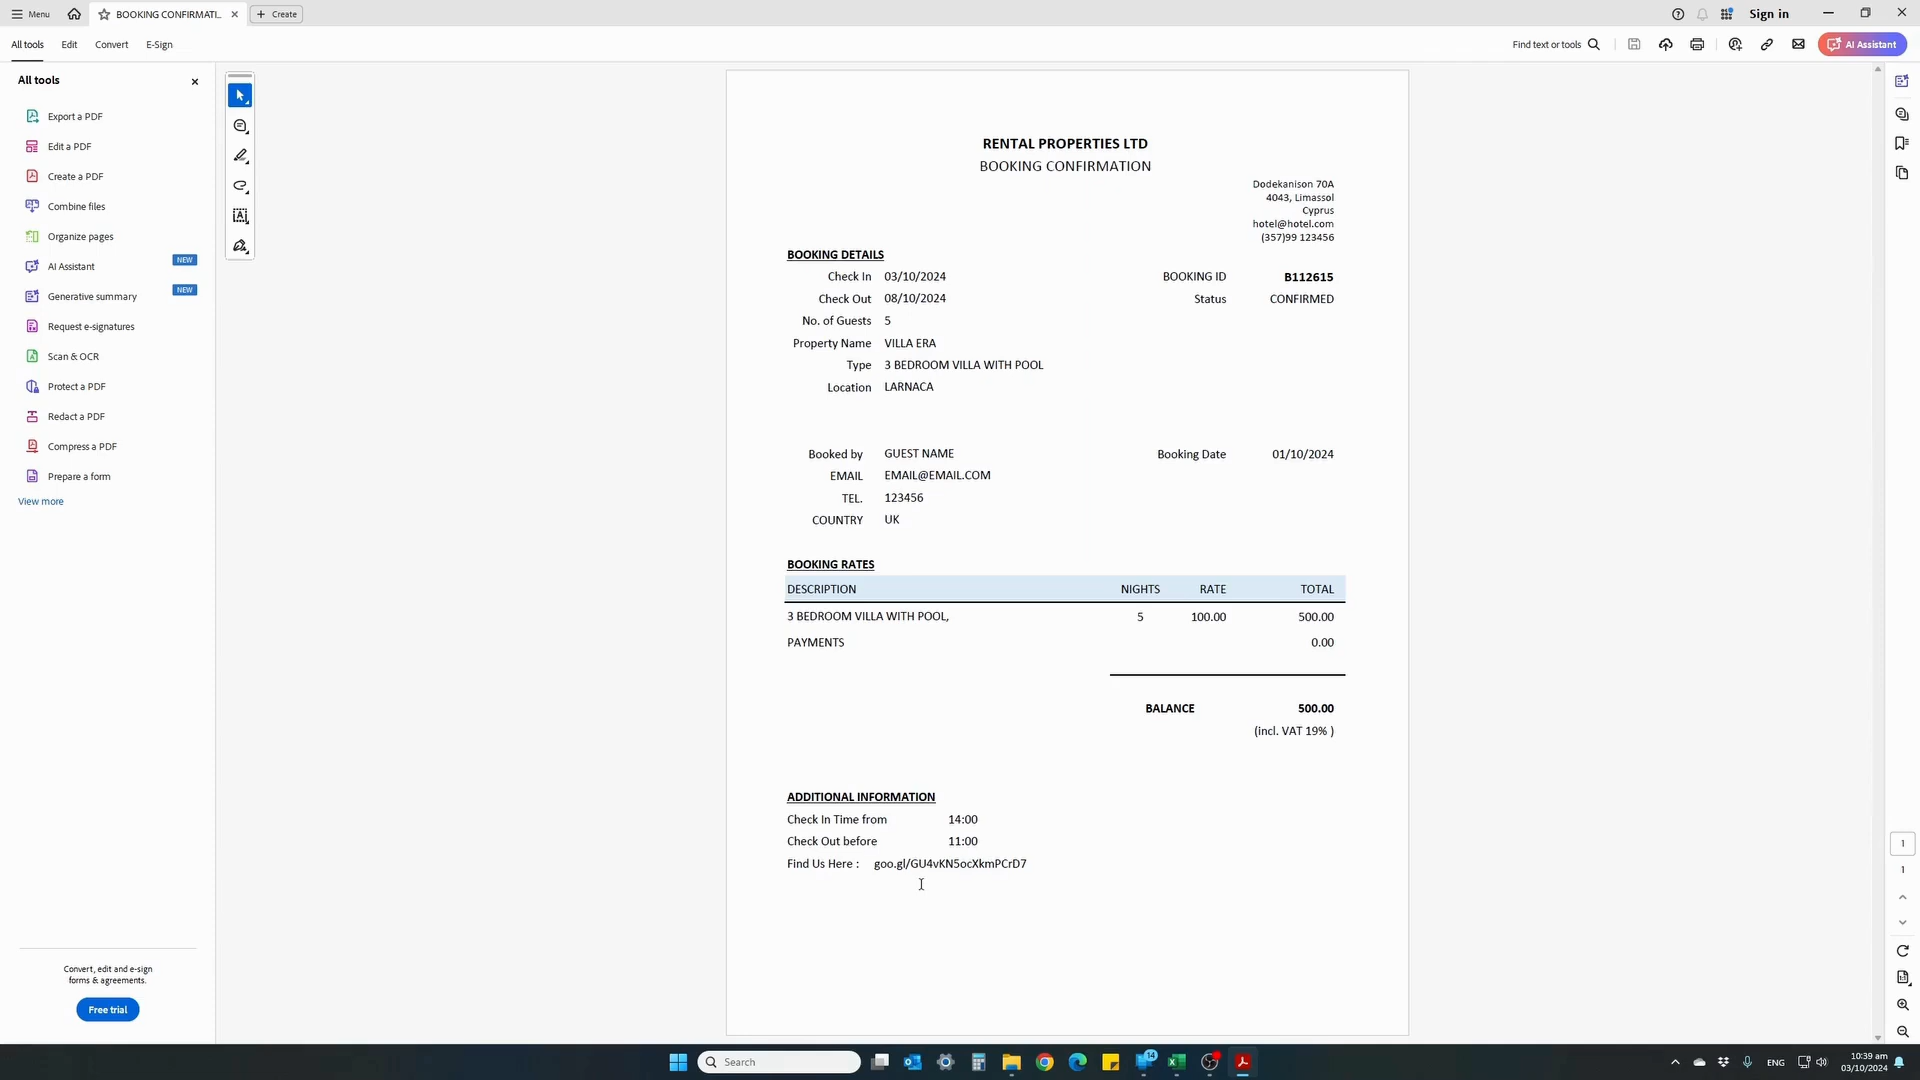 Menu
BOOKING CONFIRMATI...
Create
Sign in
All tools Edit Convert E-Sign
Find text or tools
AI Assistant
All tools
Export a PDF
Edit a PDF
Create a PDF
Combine files
Organize pages
AI Assistant NEW
Generative summary NEW
Request e-signatures
Scan & OCR
Protect a PDF
Redact a PDF
Compress a PDF
Prepare a form
View more
Convert, edit and e-sign
forms & agreements.
Free trial
RENTAL PROPERTIES LTD
BOOKING CONFIRMATION
Dodekanison 70A
4043, Limassol
Cyprus
hotel@hotel.com
(357)99 123456
BOOKING DETAILS
Check In 03/10/2024 BOOKING ID B112615
Check Out 08/10/2024 Status CONFIRMED
No. of Guests 5
Property Name VILLA ERA
Type 3 BEDROOM VILLA WITH POOL
Location LARNACA
Booked by GUEST NAME Booking Date 01/10/2024
EMAIL EMAIL@EMAIL.COM
TEL. 123456
COUNTRY UK
BOOKING RATES
DESCRIPTION NIGHTS RATE TOTAL
3 BEDROOM VILLA WITH POOL, 5 100.00 500.00
PAYMENTS 0.00
BALANCE 500.00
(incl. VAT 19% )
ADDITIONAL INFORMATION
Check In Time from 14:00
Check Out before 11:00
Find Us Here : goo.gl/GU4vKN5ocXkmPCrD7
1
1
Search
14
ENG
10:39 am
03/10/2024